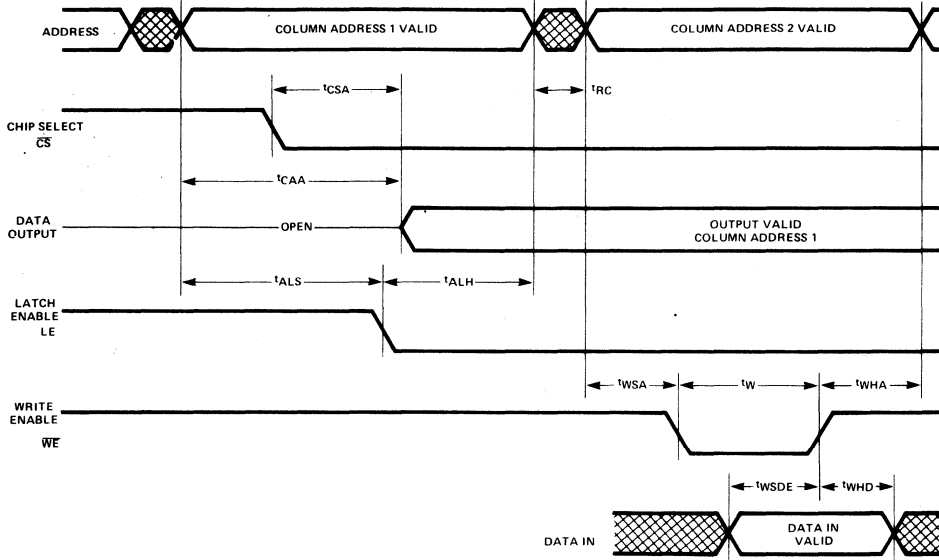 ADDRESS
COLUMN ADDRESS 1 VALID
COLUMN ADDRESS 2 VALID
tCSA
tRC
CHIP SELECT
CS
tCAA
DATA
OUTPUT
OPEN
OUTPUT VALID
COLUMN ADDRESS 1
tALS
tALH
LATCH
ENABLE
LE
tWSA
tW
tWHA
WRITE
ENABLE
WE
tWSDE
tWHD
DATA IN
DATA IN
VALID